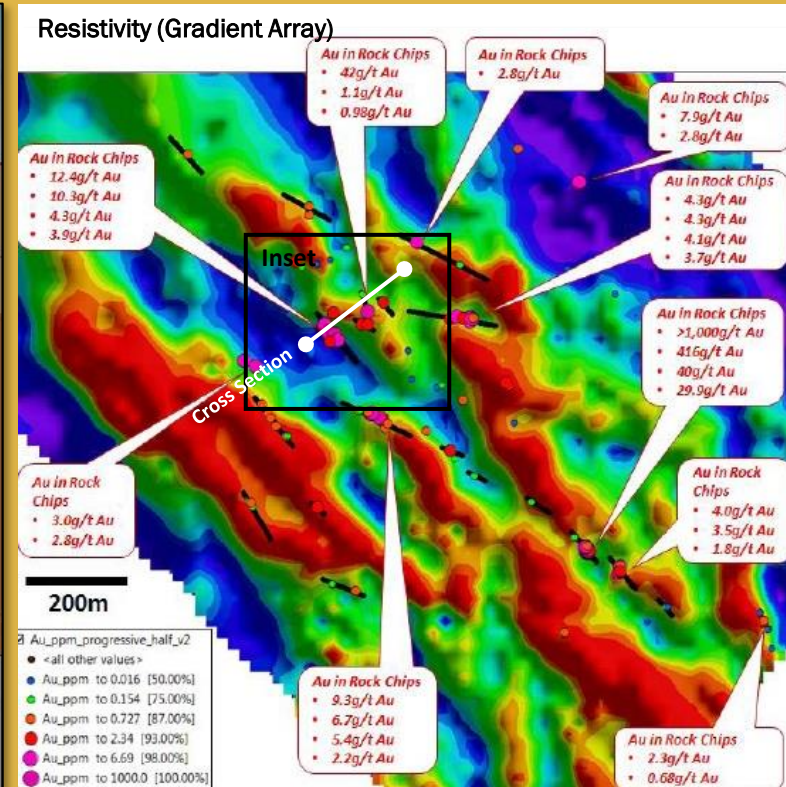 Resistivity (Gradient Array)
Au in Rock Chips
• 42g/t Au
• 1.1g/t Au
• 0.98g/t Au
Au in Rock Chips
• 2.8g/t Au
Au in Rock Chips
• 7.9g/t Au
• 2.8g/t Au
Au in Rock Chips
• 12.4g/t Au
• 10.3g/t Au
• 4.3g/t Au
• 3.9g/t Au
Au in Rock Chips
• 4.3g/t Au
• 4.3g/t Au
• 4.1g/t Au
• 3.7g/t Au
Inset
Cross Section
Au in Rock Chips
• >1,000g/t Au
• 416g/t Au
• 40g/t Au
• 29.9g/t Au
Au in Rock
Chips
• 3.0g/t Au
• 2.8g/t Au
Au in Rock
Chips
• 4.0g/t Au
• 3.5g/t Au
• 1.8g/t Au
200m
Au_ppm_progressive_half_v2
<all other values>
Au_ppm to 0.016 [50.00%]
Au_ppm to 0.154 [75.00%]
Au_ppm to 0.727 [87.00%]
Au_ppm to 2.34 [93.00%]
Au_ppm to 6.69 [98.00%]
Au_ppm to 1000.0 [100.00%]
Au in Rock Chips
• 9.3g/t Au
• 6.7g/t Au
• 5.4g/t Au
• 2.2g/t Au
Au in Rock Chips
• 2.3g/t Au
• 0.68g/t Au